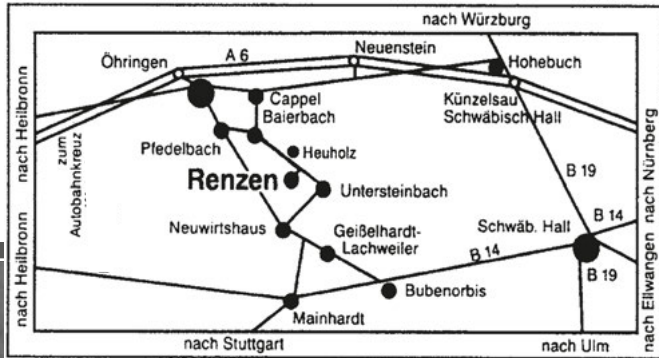 nach Würzburg
Öhringen
A 6
Neuenstein
Hohebuch
nach Heilbronn
Cappel
Baierbach
Künzelsau
Schwäbisch Hall
nach Nürnberg
zum
Autobahnkreuz
Pfedelbach
Heuholz
B 19
Renzen
Untersteinbach
B 14
Neuwirtshaus
Geißelhardt-
Lachweiler
Schwäb. Hall
nach Heilbronn
B 14
B 19
nach Ellwangen
Bubenorbis
Mainhardt
nach Stuttgart
nach Ulm